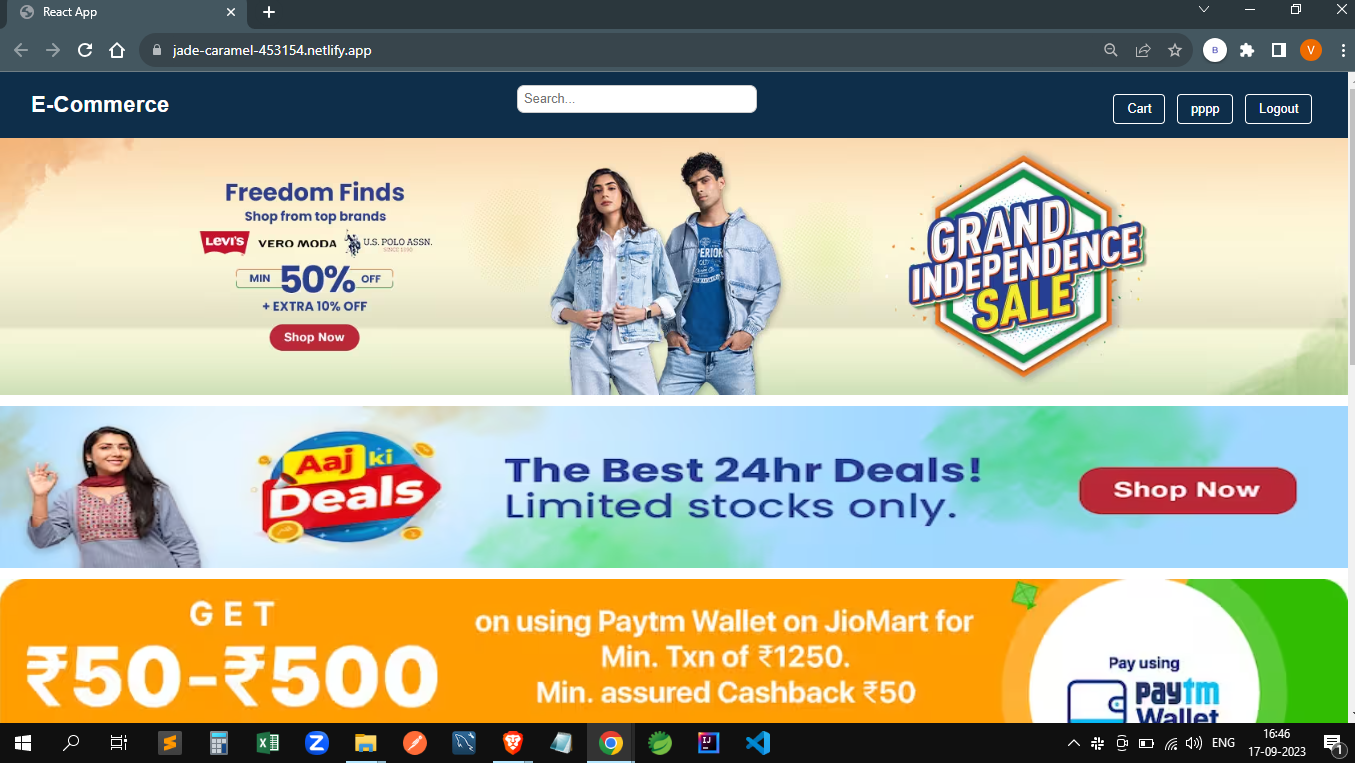 React App
jade-caramel-453154.netlify.app
B
V
E-Commerce
Search...
Cart
pppp
Logout
Freedom Finds
Shop from top brands
Levi's
VERO MODA
U.S. POLO ASSN.
MIN 50% OFF
+ EXTRA 10% OFF
Shop Now
GRAND
INDEPENDENCE
SALE
Aaj ki
Deals
The Best 24hr Deals!
Limited stocks only.
Shop Now
GET
₹50-₹500
on using Paytm Wallet on JioMart for
Min. Txn of ₹1250.
Min. assured Cashback ₹50
Pay using
paytm
Wallet
ENG
16:46
17-09-2023
1